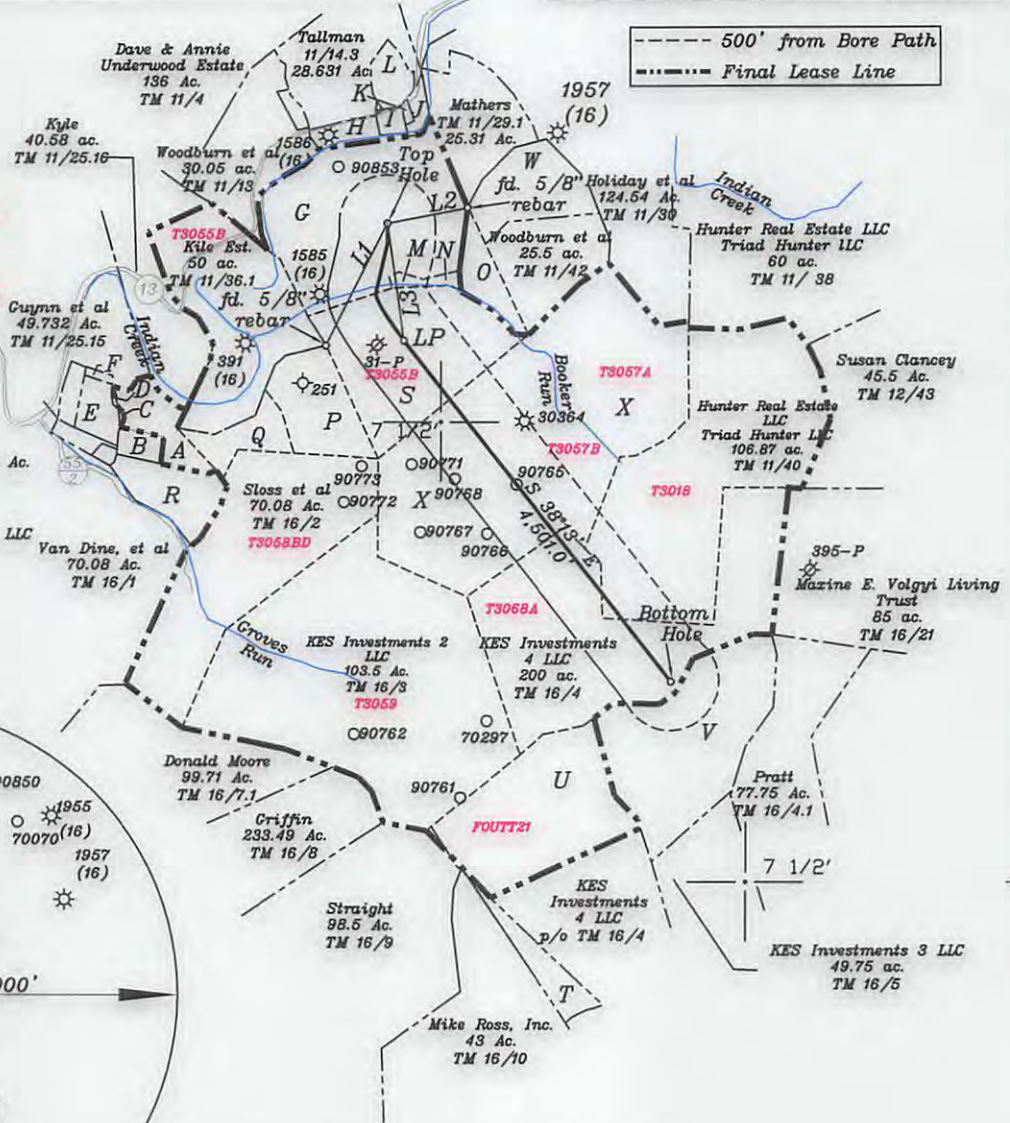 ----- 500' from Bore Path
Final Lease Line
Dave & Annie
Underwood Estate
136 Ac.
TM 11/4
Tallman
11/14.3
28.631 Ac.
L
K
H
I
J
Mathers
TM 11/29.1
25.31 Ac.
1957
(16)
Kyle
40.58 ac.
TM 11/25.16
Woodburn et al
30.05 ac.
TM 11/13
1586
(16)
90853
Top
Hole
W
fd. 5/8"
rebar
Holiday et al
124.54 Ac.
TM 11/30
Indian
Creek
Hunter Real Estate LLC
Triad Hunter LLC
60 ac.
TM 11/ 38
G
L2
L1
M
N
O
Woodburn et al
25.5 ac.
TM 11/42
T3055B
Kile Est.
50 ac.
TM 11/36.1
1585
(16)
fd. 5/8"
rebar
L3
LP
13
Guynn et al
49.732 Ac.
TM 11/25.15
Indian
Creek
391
(16)
31-P
T3055B
Booker
Run
T3057A
Susan Clancey
45.5 Ac.
TM 12/43
F
D
E
C
B
A
251
S
P
Q
7 1/2'
30364
X
T3057B
Hunter Real Estate
LLC
Triad Hunter LLC
106.87 ac.
TM 11/40
Ac.
55
2
R
Sloss et al
70.08 Ac.
TM 16/2
T3058BD
90773
90772
90771
X
90768
90765
90767
90766
S 38°13' E
4,501.0'
T3018
LLC
Van Dine, et al
70.08 Ac.
TM 16/1
395-P
Maxine E. Volgyi Living
Trust
85 ac.
TM 16/21
T3068A
Bottom
Hole
Groves
Run
KES Investments 2
LLC
103.5 Ac.
TM 16/3
T3059
KES Investments
4 LLC
200 ac.
TM 16/4
90762
70297
V
Donald Moore
99.71 Ac.
TM 16/7.1
90761
U
Pratt
77.75 Ac.
TM 16/4.1
Griffin
233.49 Ac.
TM 16/8
FOUTT21
90850
1955
(16)
70070
1957
(16)
7 1/2'
Straight
98.5 Ac.
TM 16/9
KES
Investments
4 LLC
p/o TM 16/4
KES Investments 3 LLC
49.75 ac.
TM 16/5
000'
T
Mike Ross, Inc.
43 Ac.
TM 16/10